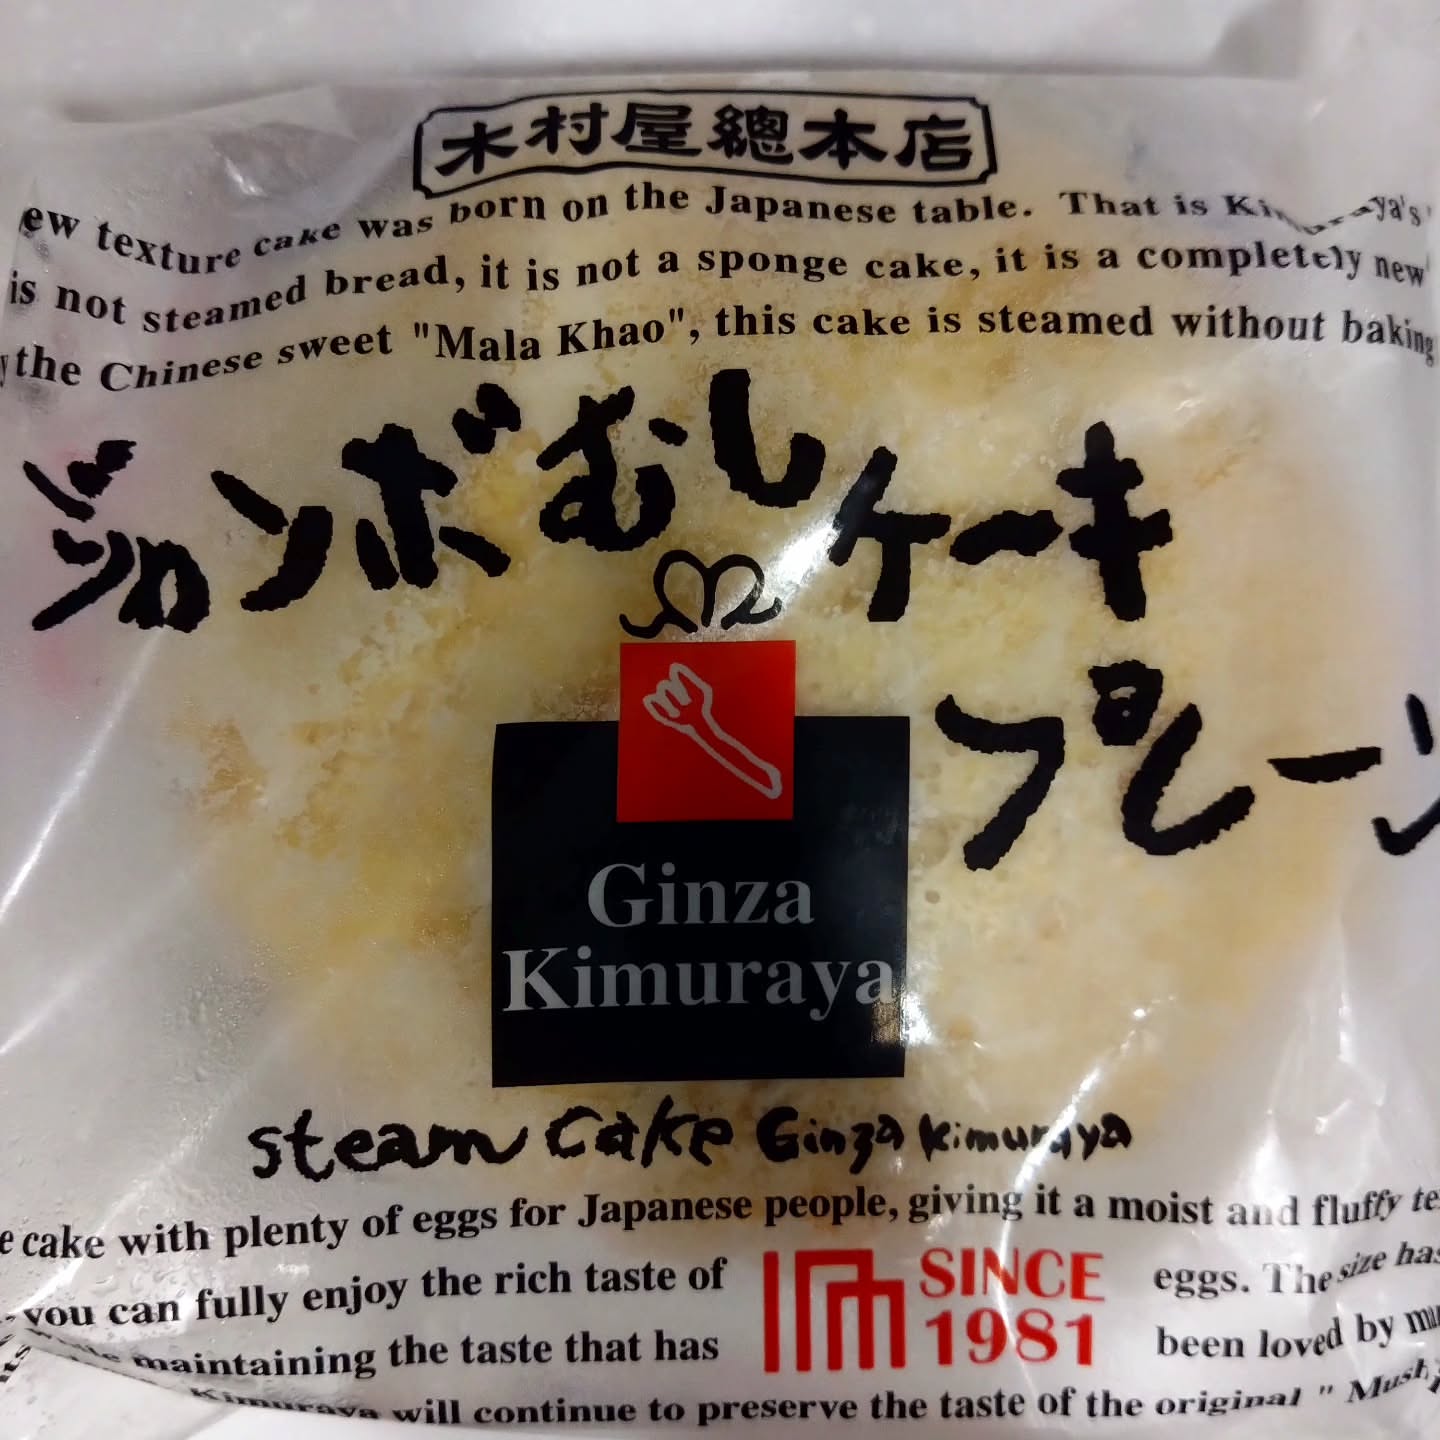 木村屋總本店
ew texture cake was born on the Japanese table. That is
is not steamed bread, it is not a sponge cake, it is a completely new
the Chinese sweet "Mala Khao", this cake is steamed without baking
ジャンボむしケーキ
プレーン
Ginza
Kimuraya
steam cake Ginza kimuraya
e cake with plenty of eggs for Japanese people, giving it a moist and fluffy te
you can fully enjoy the rich taste of eggs. The size has
maintaining the taste that has been loved by
SINCE
1981
Kimuraya will continue to preserve the taste of the original "